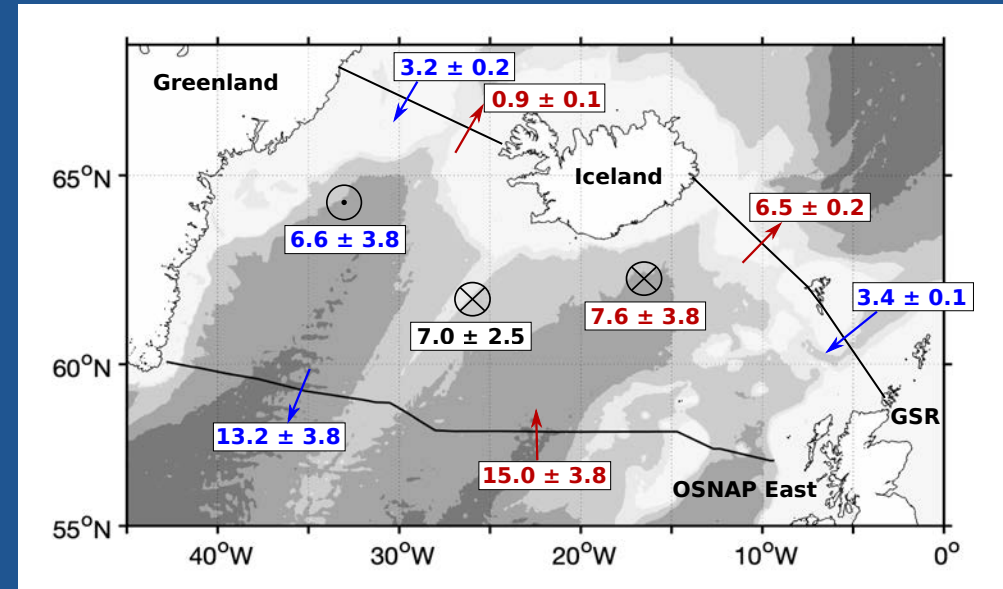 Greenland
3.2 ± 0.2
0.9 ± 0.1
Iceland
65°N
6.5 ± 0.2
6.6 ± 3.8
3.4 ± 0.1
7.0 ± 2.5
7.6 ± 3.8
60°N
GSR
13.2 ± 3.8
15.0 ± 3.8
OSNAP East
55°N
40°W 30°W 20°W 10°W 0°